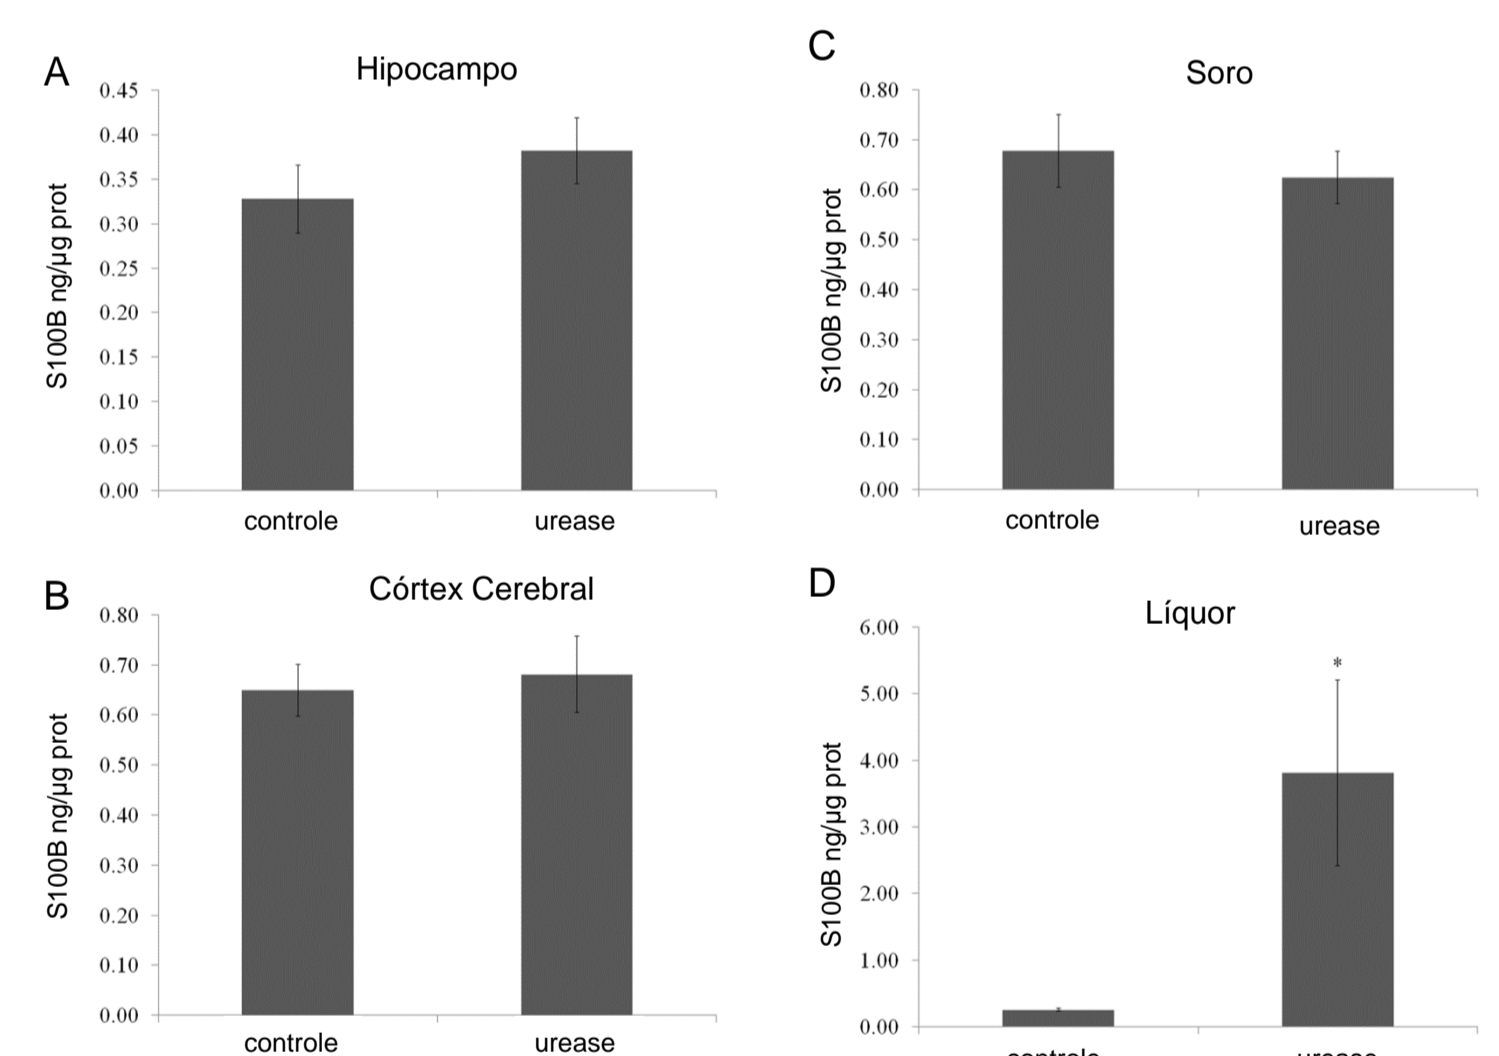 A
Hipocampo
S100B ng/µg prot
0.45
0.40
0.35
0.30
0.25
0.20
0.15
0.10
0.05
0.00
controle urease
B
Córtex Cerebral
S100B ng/µg prot
0.80
0.70
0.60
0.50
0.40
0.30
0.20
0.10
0.00
controle urease
C
Soro
S100B ng/µg prot
0.80
0.70
0.60
0.50
0.40
0.30
0.20
0.10
0.00
controle urease
D
Líquor
S100B ng/µg prot
6.00
5.00
4.00
3.00
2.00
1.00
0.00
*
controle urease